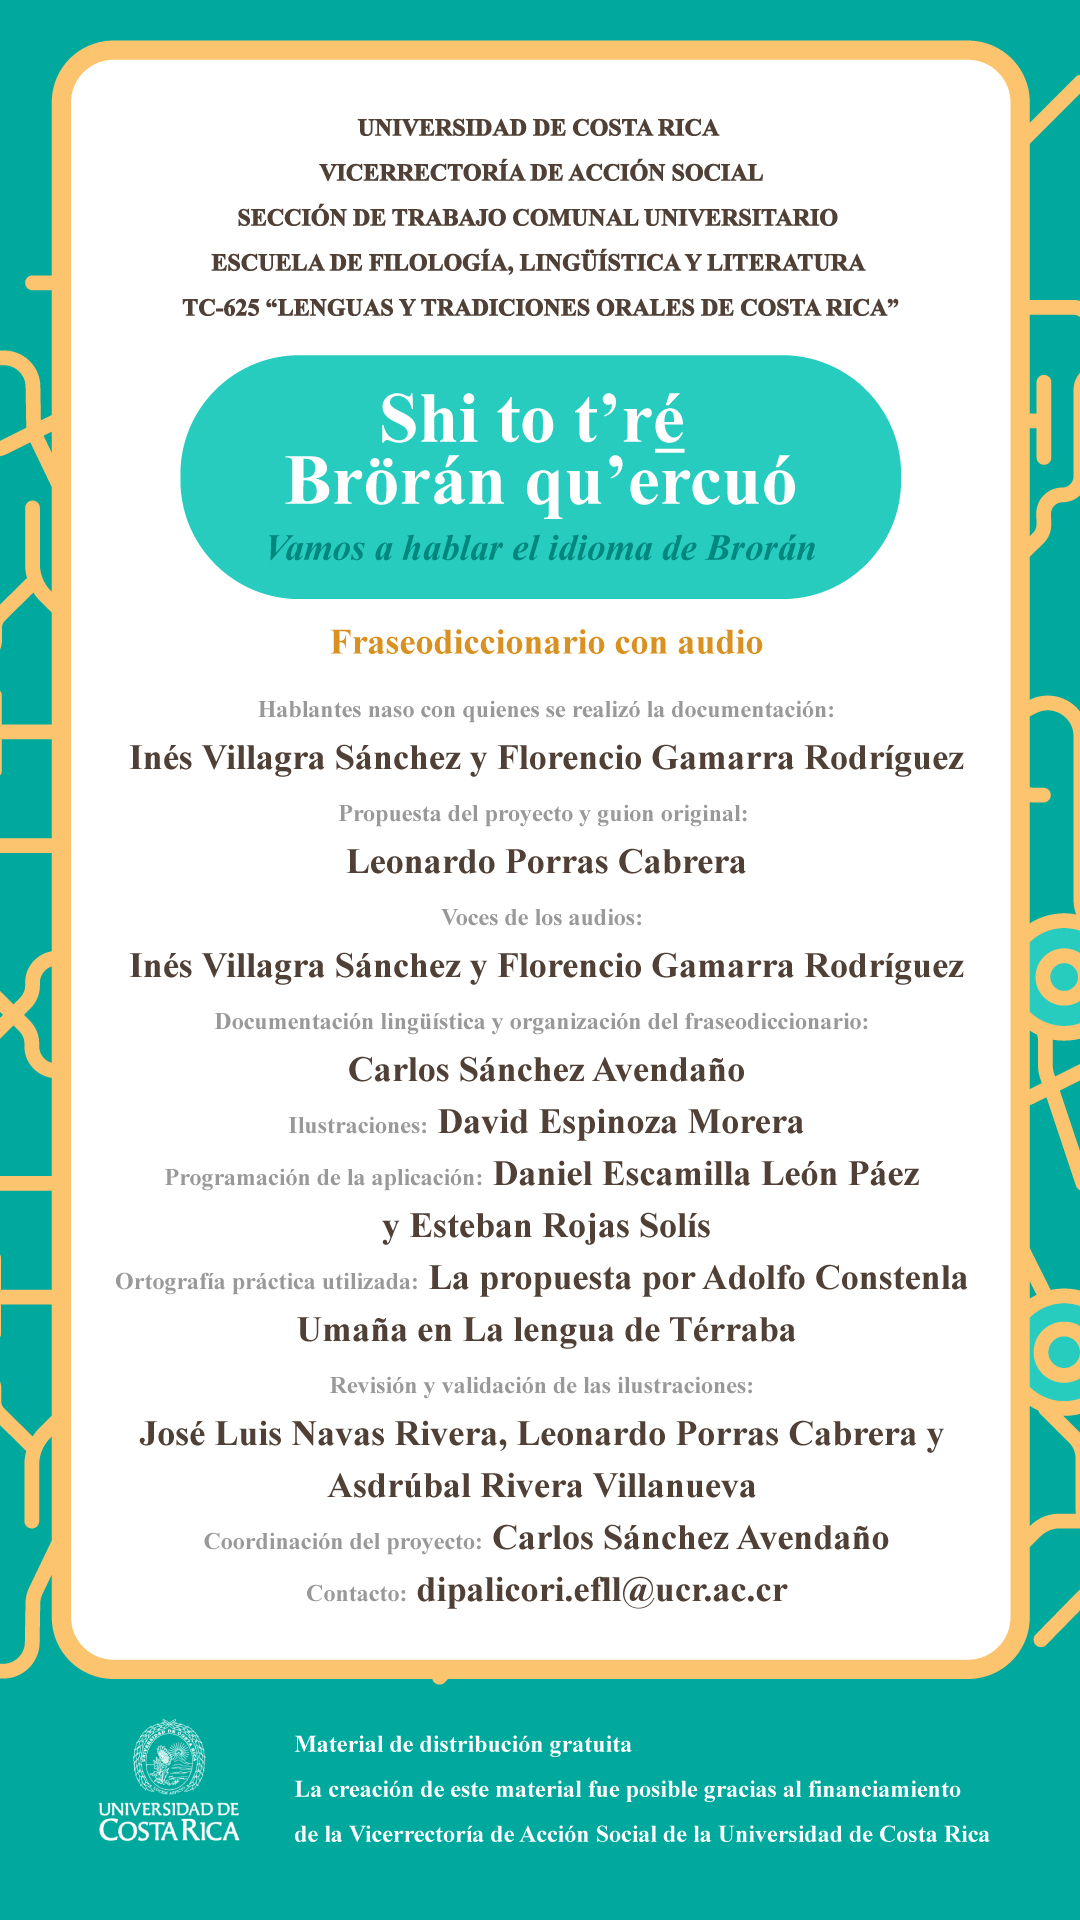 UNIVERSIDAD DE COSTA RICA
VICERRECTORÍA DE ACCIÓN SOCIAL
SECCIÓN DE TRABAJO COMUNAL UNIVERSITARIO
ESCUELA DE FILOLOGÍA, LINGÜÍSTICA Y LITERATURA
TC-625 “LENGUAS Y TRADICIONES ORALES DE COSTA RICA”
Shi to t’ré̲
Brörán qu’ercuó
Vamos a hablar el idioma de Brorán
Fraseodiccionario con audio
Hablantes naso con quienes se realizó la documentación:
Inés Villagra Sánchez y Florencio Gamarra Rodríguez
Propuesta del proyecto y guion original:
Leonardo Porras Cabrera
Voces de los audios:
Inés Villagra Sánchez y Florencio Gamarra Rodríguez
Documentación lingüística y organización del fraseodiccionario:
Carlos Sánchez Avendaño
Ilustraciones: David Espinoza Morera
Programación de la aplicación: Daniel Escamilla León Páez
y Esteban Rojas Solís
Ortografía práctica utilizada: La propuesta por Adolfo Constenla
Umaña en La lengua de Térraba
Revisión y validación de las ilustraciones:
José Luis Navas Rivera, Leonardo Porras Cabrera y
Asdrúbal Rivera Villanueva
Coordinación del proyecto: Carlos Sánchez Avendaño
Contacto: dipalicori.efll@ucr.ac.cr
UNIVERSIDAD DE
COSTA RICA
Material de distribución gratuita
La creación de este material fue posible gracias al financiamiento
de la Vicerrectoría de Acción Social de la Universidad de Costa Rica